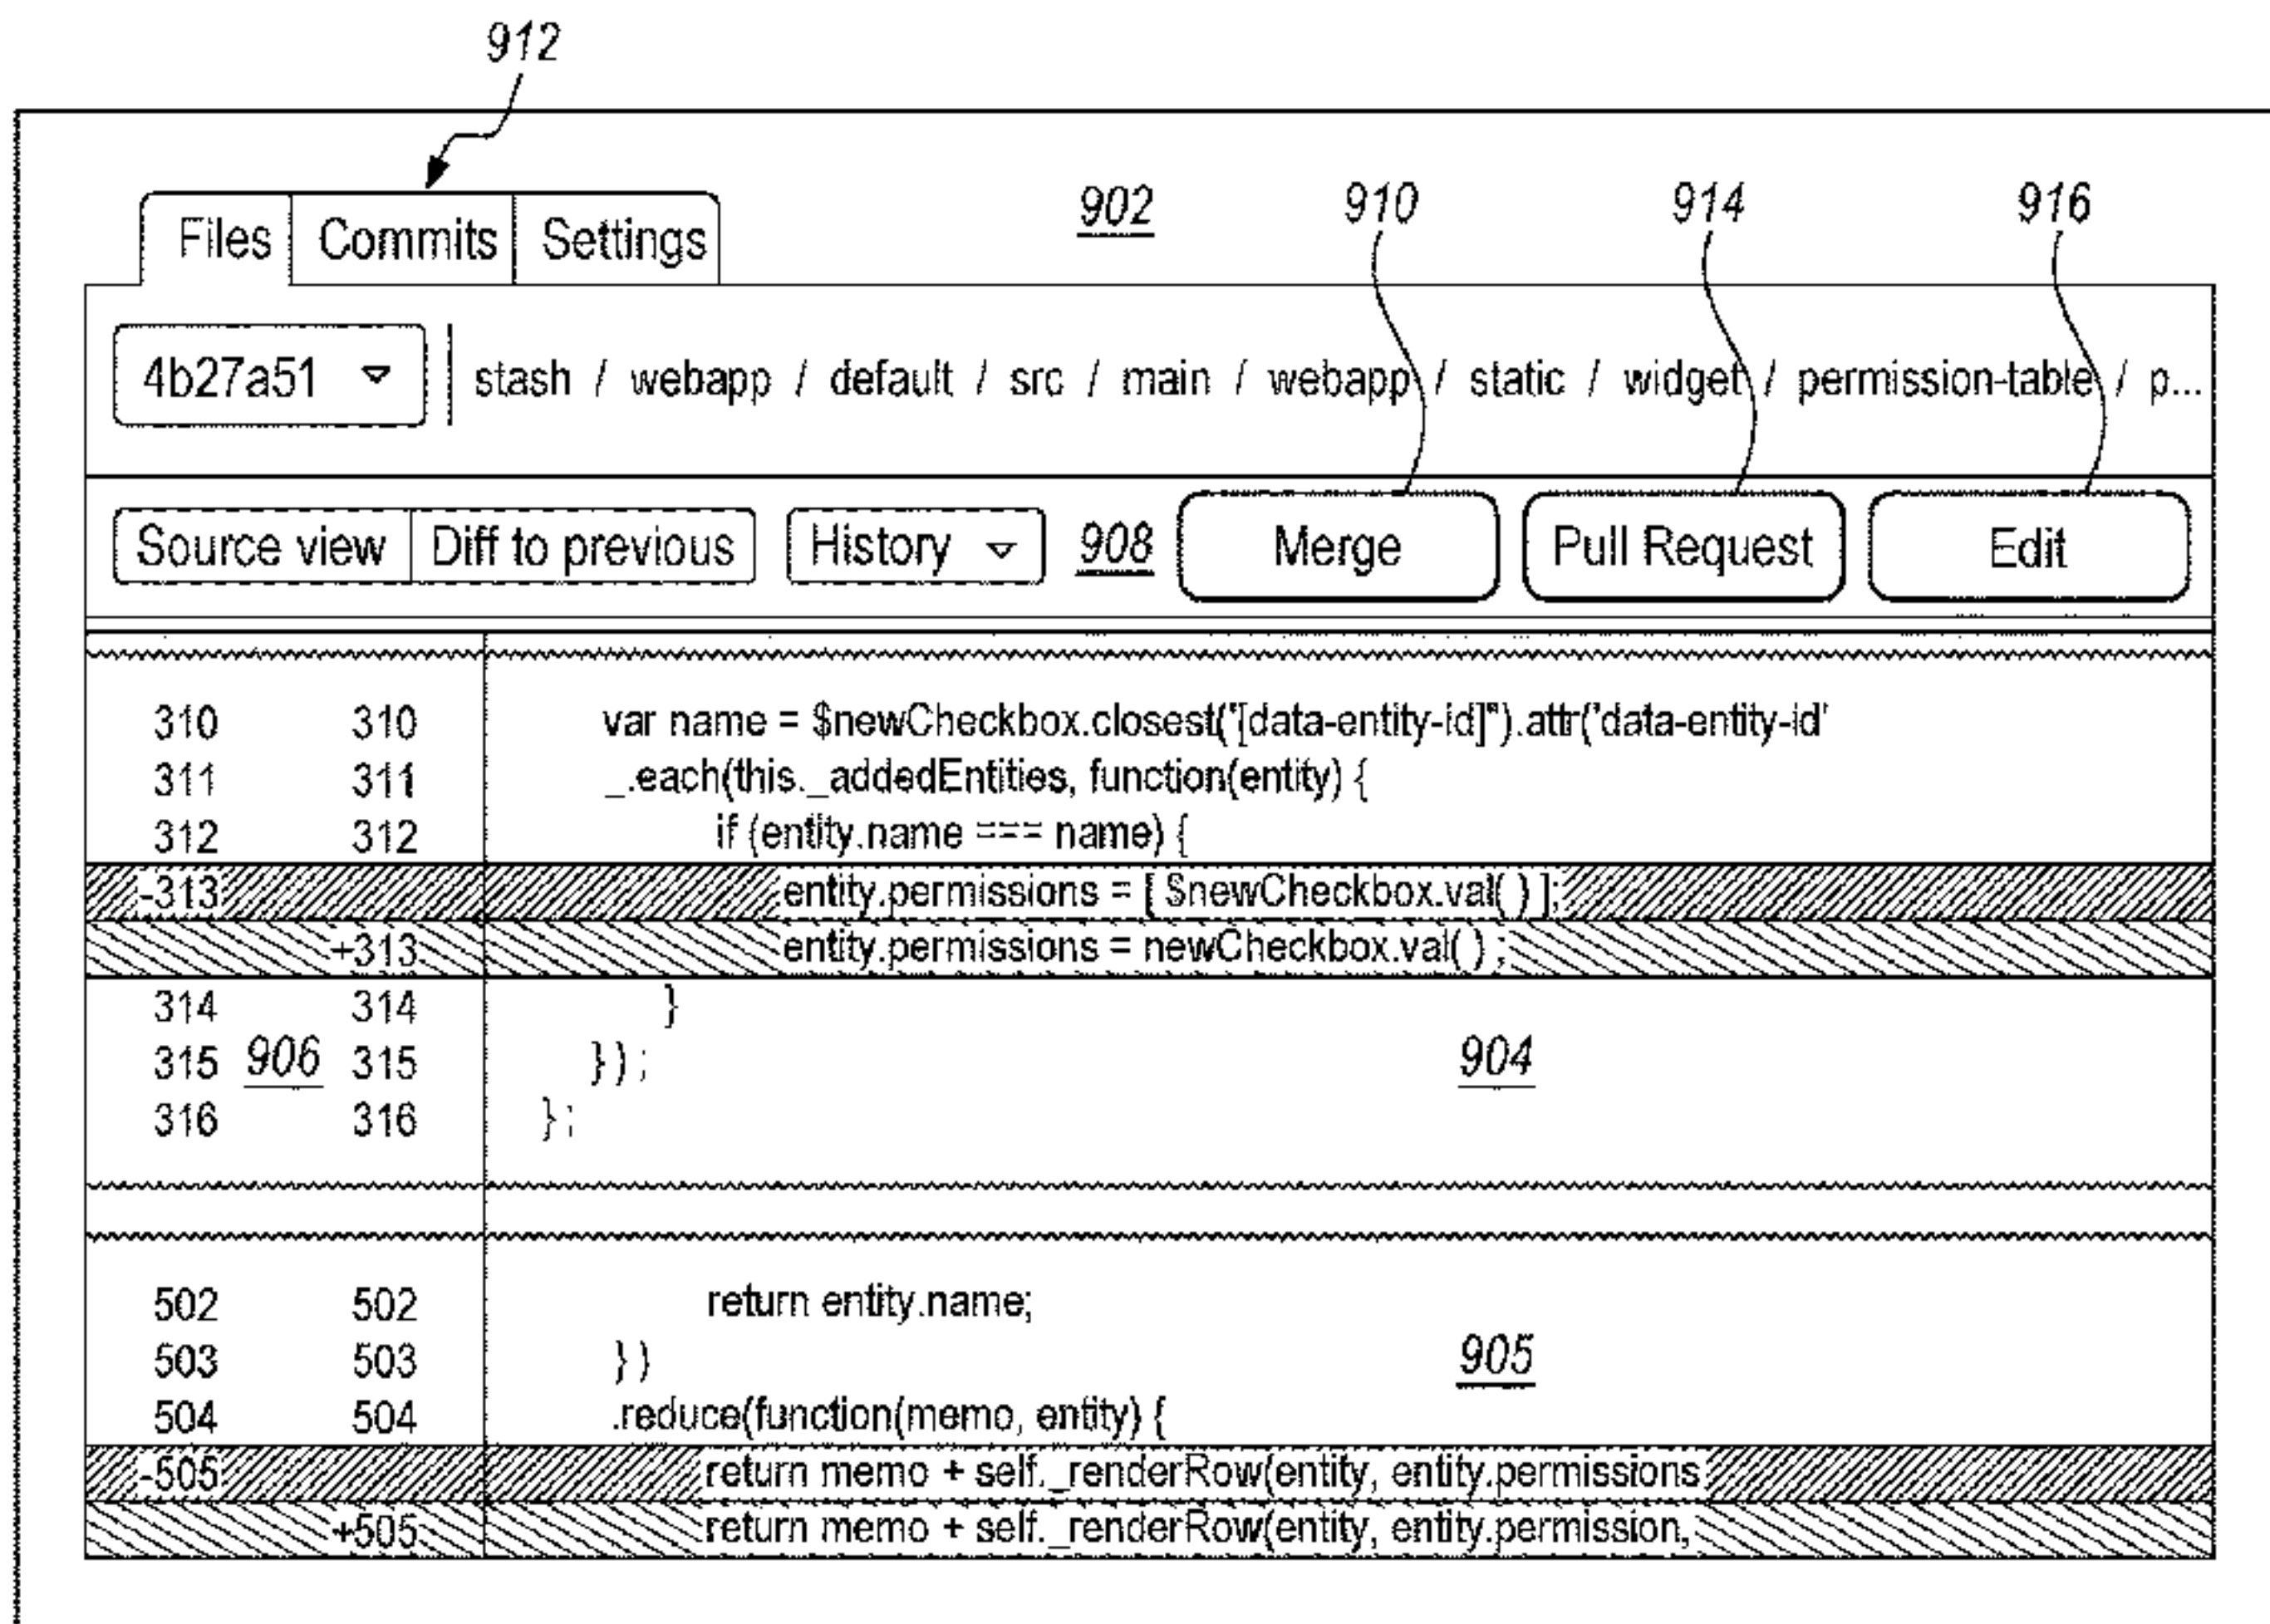 912
902 910 914 916
Files Commits Settings
4b27a51 stash / webapp / default / src / main / webapp / static / widget / permission-table / p...
Source view Diff to previous History 908 Merge Pull Request Edit
310 310 var name = $newCheckbox.closest("[data-entity-id]").attr('data-entity-id'
311 311 _.each(this._addedEntities, function(entity) {
312 312 if (entity.name === name) {
-313 entity.permissions = [ $newCheckbox.val( ) ];
+313 entity.permissions = newCheckbox.val( ) ;
314 314 }
315 906 315 } ) ; 904
316 316 } ;
502 502 return entity.name;
503 503 } ) 905
504 504 .reduce(function(memo, entity) {
-505 return memo + self._renderRow(entity, entity.permissions
+505 return memo + self._renderRow(entity, entity.permission,